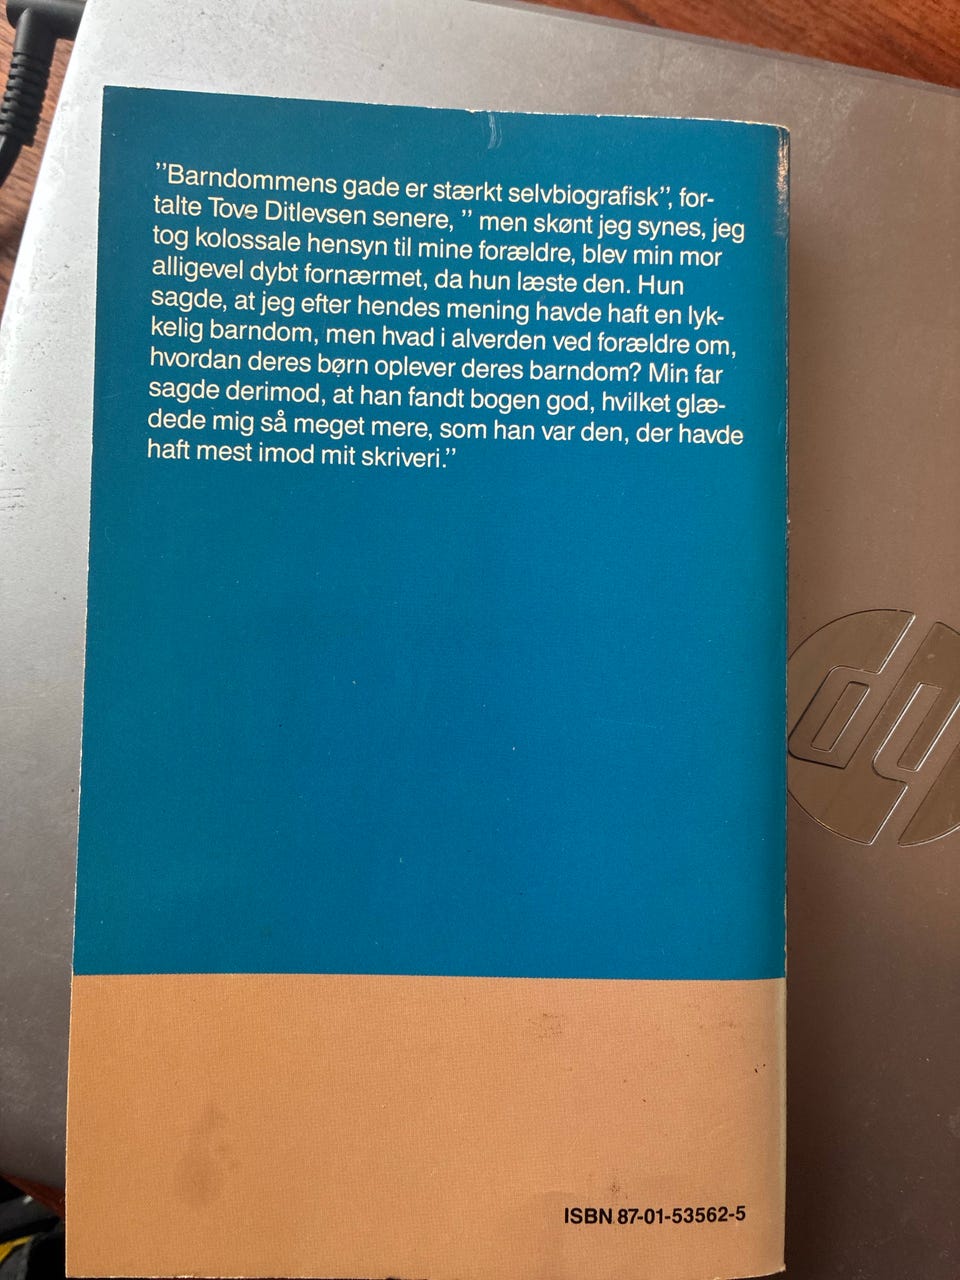 "Barndommens gade er stærkt selvbiografisk", for-
talte Tove Ditlevsen senere, " men skønt jeg synes, jeg
tog kolossale hensyn til mine forældre, blev min mor
alligevel dybt fornærmet, da hun læste den. Hun
sagde, at jeg efter hendes mening havde haft en lyk-
kelig barndom, men hvad i alverden ved forældre om,
hvordan deres børn oplever deres barndom? Min far
sagde derimod, at han fandt bogen god, hvilket glæ-
dede mig så meget mere, som han var den, der havde
haft mest imod mit skriveri."
hp
ISBN 87-01-53562-5